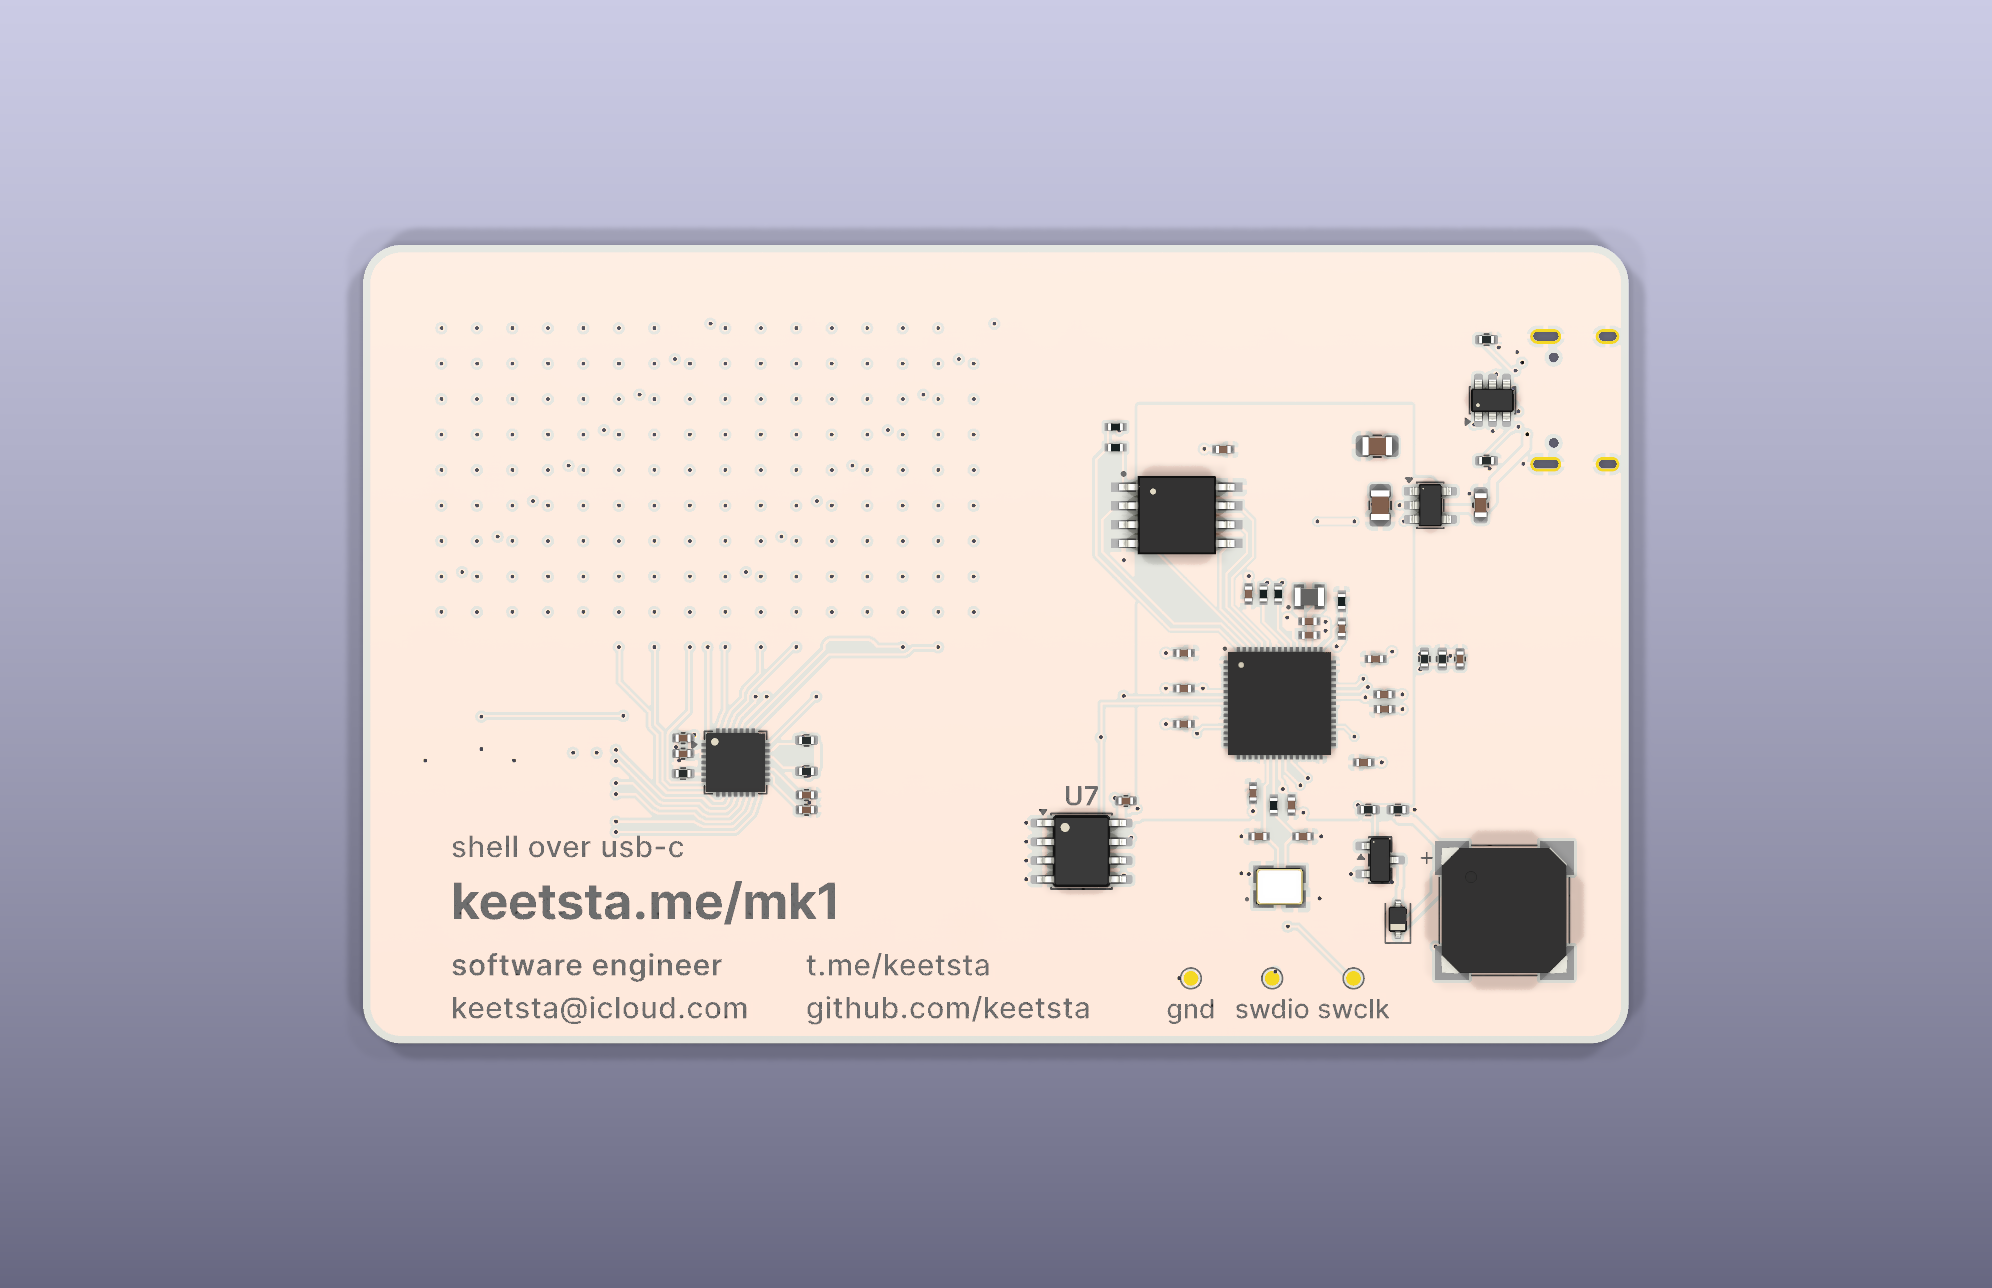 U7
shell over usb-c
keetsta.me/mk1
software engineer
t.me/keetsta
keetsta@icloud.com
github.com/keetsta
+
gnd swdio swclk